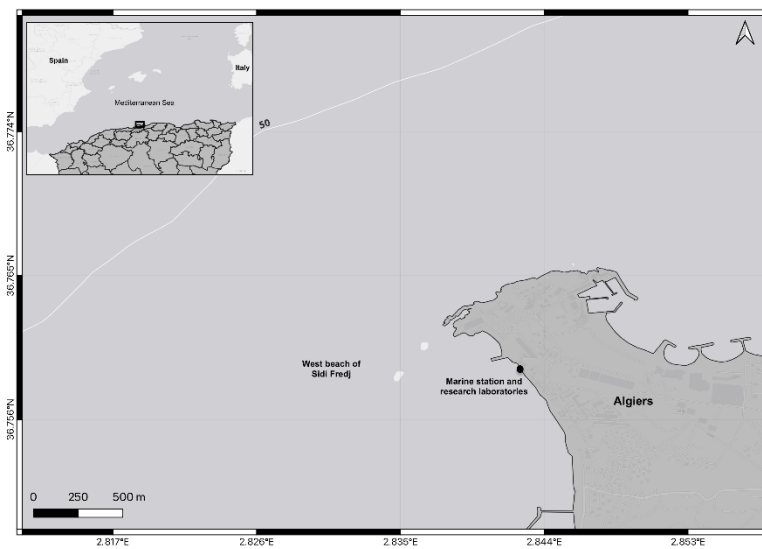 Spain
Italy
Mediterranean Sea
50
36.774°N
36.765°N
36.756°N
West beach of
Sidi Fredj
Marine station and
research laboratories
Algiers
0 250 500 m
2.817°E 2.826°E 2.835°E 2.844°E 2.853°E